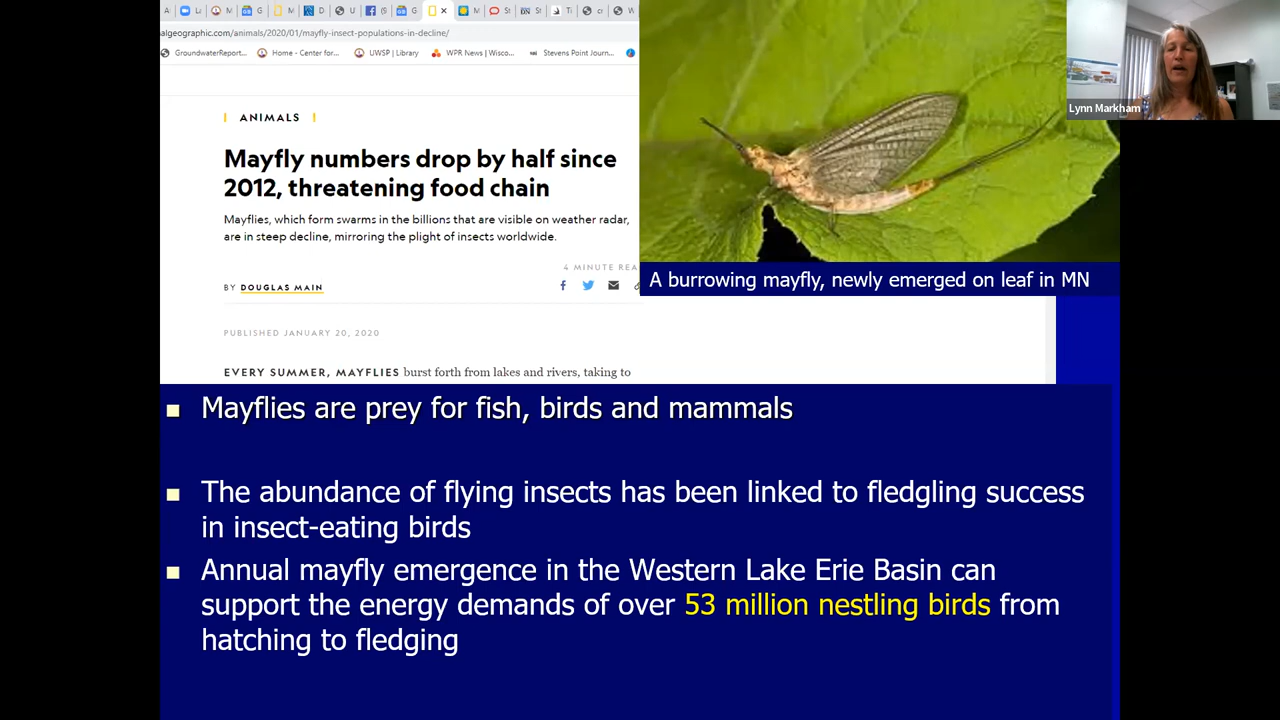 algeographic.com/animals/2020/01/mayfly-insect-populations-in-decline/
GroundwaterReport... Home - Center for... UWSP | Library WPR News | Wisco... Stevens Point Journ...
ANIMALS
Mayfly numbers drop by half since
2012, threatening food chain
Mayflies, which form swarms in the billions that are visible on weather radar,
are in steep decline, mirroring the plight of insects worldwide.
4 MINUTE REA
BY DOUGLAS MAIN
PUBLISHED JANUARY 20, 2020
EVERY SUMMER, MAYFLIES burst forth from lakes and rivers, taking to
A burrowing mayfly, newly emerged on leaf in MN
Lynn Markham
Mayflies are prey for fish, birds and mammals
The abundance of flying insects has been linked to fledgling success
in insect-eating birds
Annual mayfly emergence in the Western Lake Erie Basin can
support the energy demands of over 53 million nestling birds from
hatching to fledging